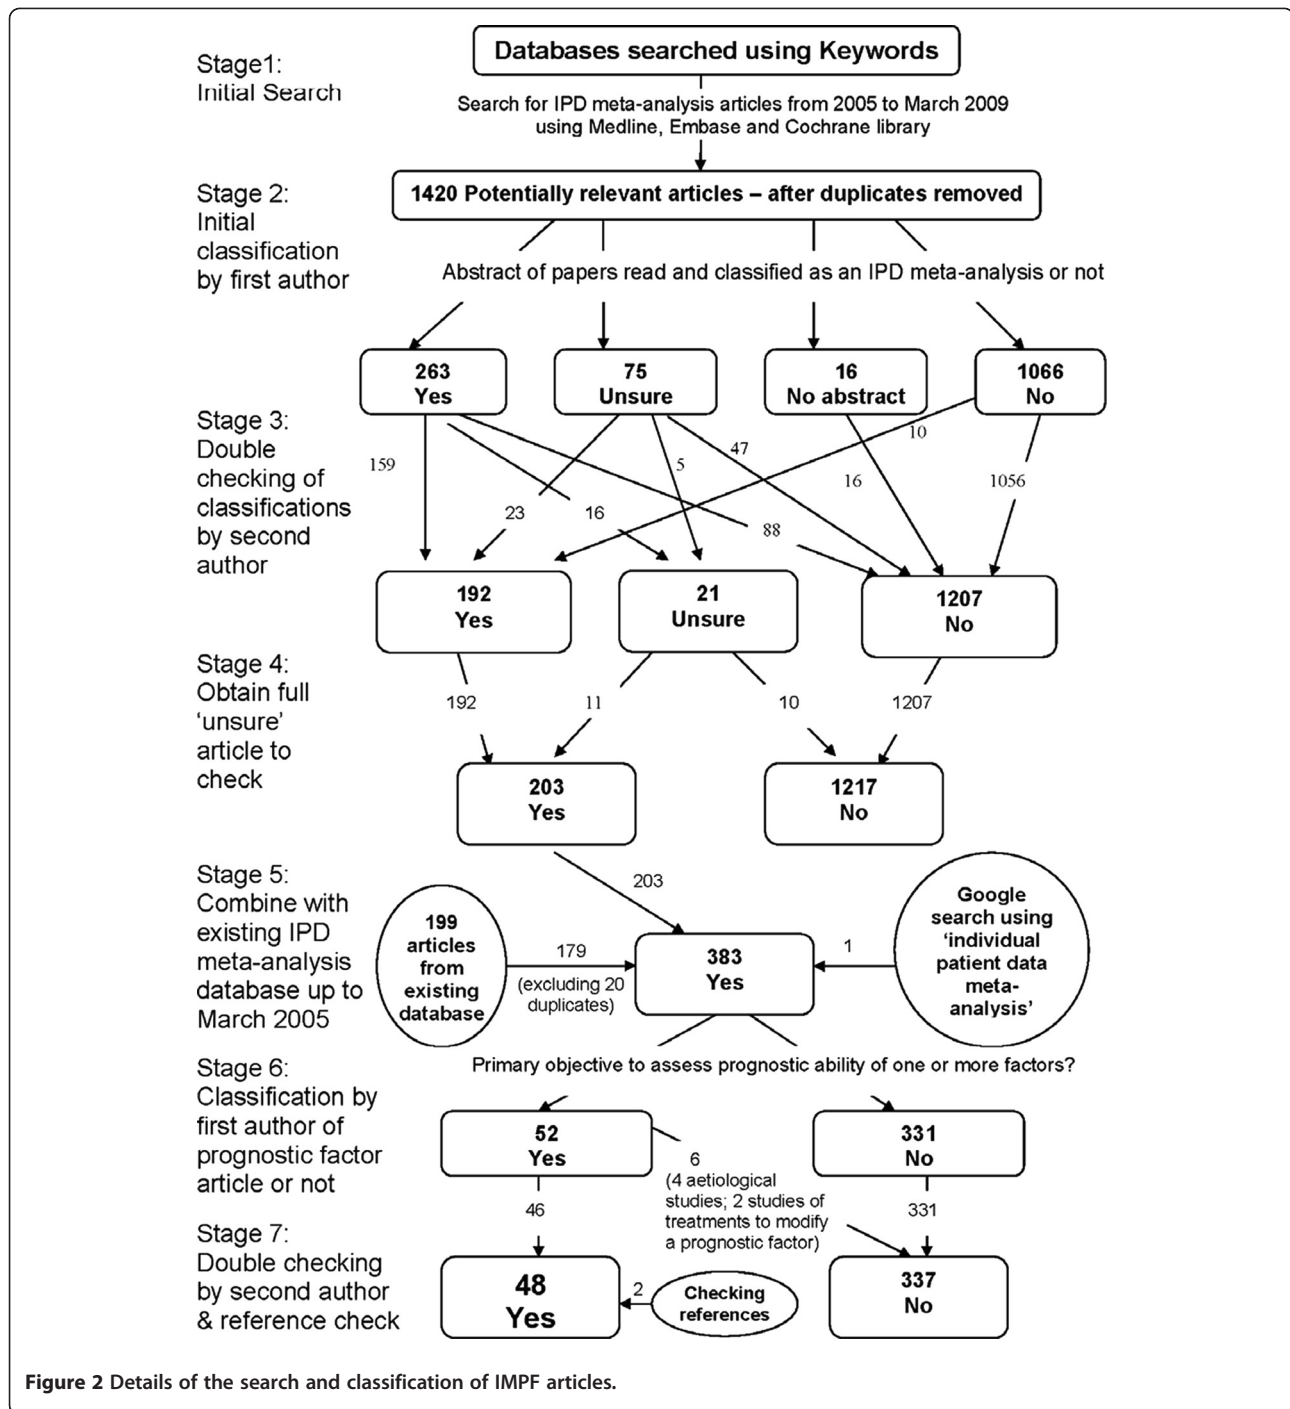 Stage1:
Initial Search
Databases searched using Keywords
Search for IPD meta-analysis articles from 2005 to March 2009
using Medline, Embase and Cochrane library
Stage 2:
Initial
classification
by first author
1420 Potentially relevant articles – after duplicates removed
Abstract of papers read and classified as an IPD meta-analysis or not
263
Yes
75
Unsure
16
No abstract
1066
No
Stage 3:
Double
checking of
classifications
by second
author
159
23
16
5
47
88
16
10
1056
192
Yes
21
Unsure
1207
No
Stage 4:
Obtain full
‘unsure’
article to
check
192
11
10
1207
203
Yes
1217
No
Stage 5:
Combine with
existing IPD
meta-analysis
database up to
March 2005
203
199
articles
from
existing
database
179
(excluding 20
duplicates)
383
Yes
1
Google
search using
‘individual
patient data
meta-
analysis’
Stage 6:
Classification by
first author of
prognostic factor
article or not
Primary objective to assess prognostic ability of one or more factors?
52
Yes
331
No
6
(4 aetiological
studies; 2 studies of
treatments to modify
a prognostic factor)
46
331
Stage 7:
Double checking
by second author
& reference check
48
Yes
2
Checking
references
337
No
Figure 2 Details of the search and classification of IMPF articles.